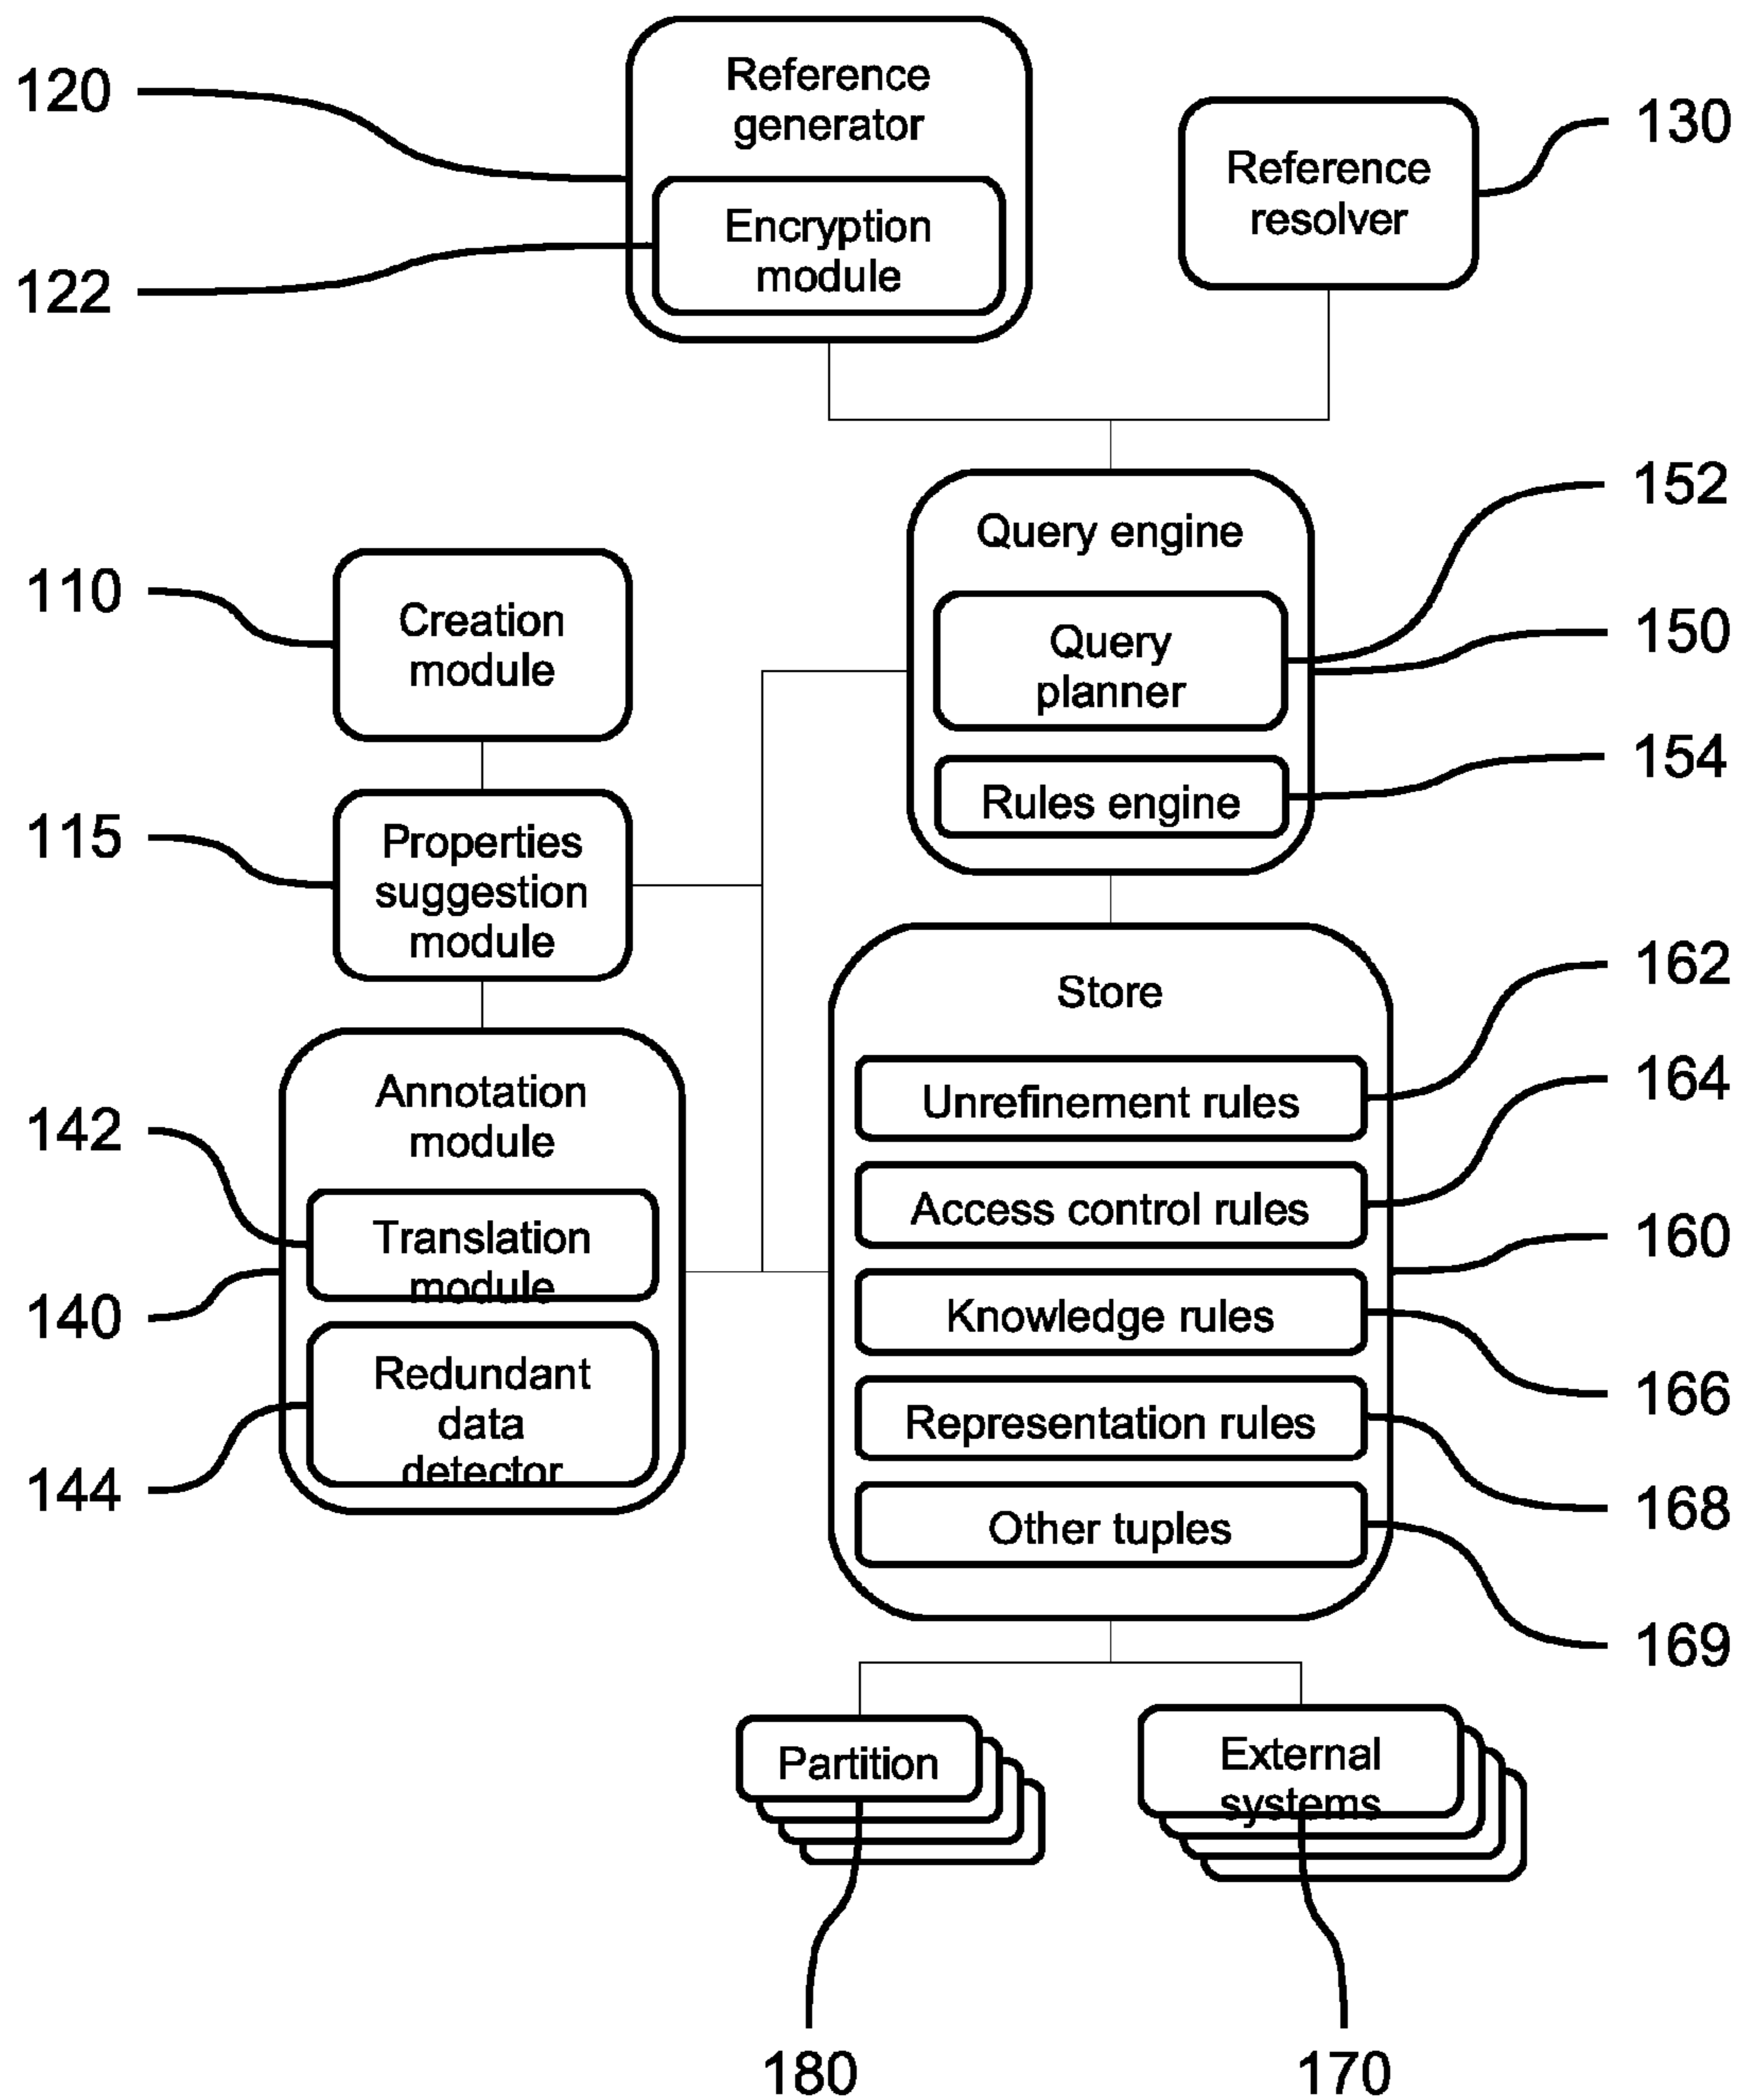 120
Reference
generator
130
Reference
resolver
Encryption
module
122
152
Query engine
110
Creation
module
Query
planner
150
154
Rules engine
115
Properties
suggestion
module
162
Store
Annotation
module
164
Unrefinement rules
142
Access control rules
160
Translation
module
140
Knowledge rules
166
Redundant
data
detector
Representation rules
144
168
Other tuples
169
Partition
External
systems
180
170